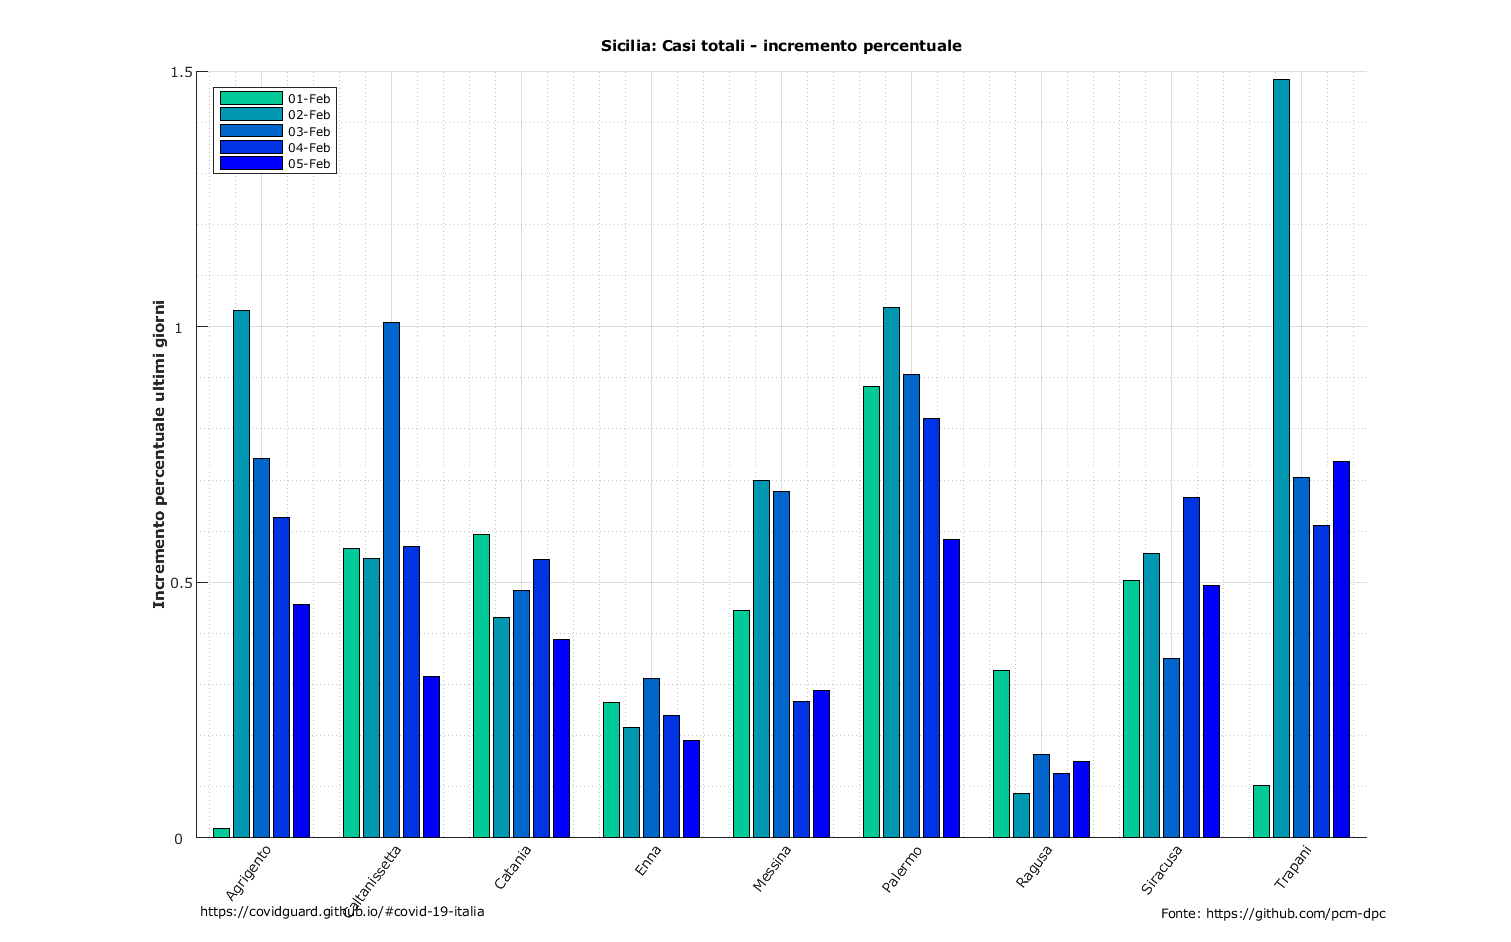 Sicilia: Casi totali - incremento percentuale
1.5
1
0.5
0
Incremento percentuale ultimi giorni
01-Feb
02-Feb
03-Feb
04-Feb
05-Feb
Agrigento
Caltanissetta
Catania
Enna
Messina
Palermo
Ragusa
Siracusa
Trapani
https://covidguard.github.io/#covid-19-italia
Fonte: https://github.com/pcm-dpc